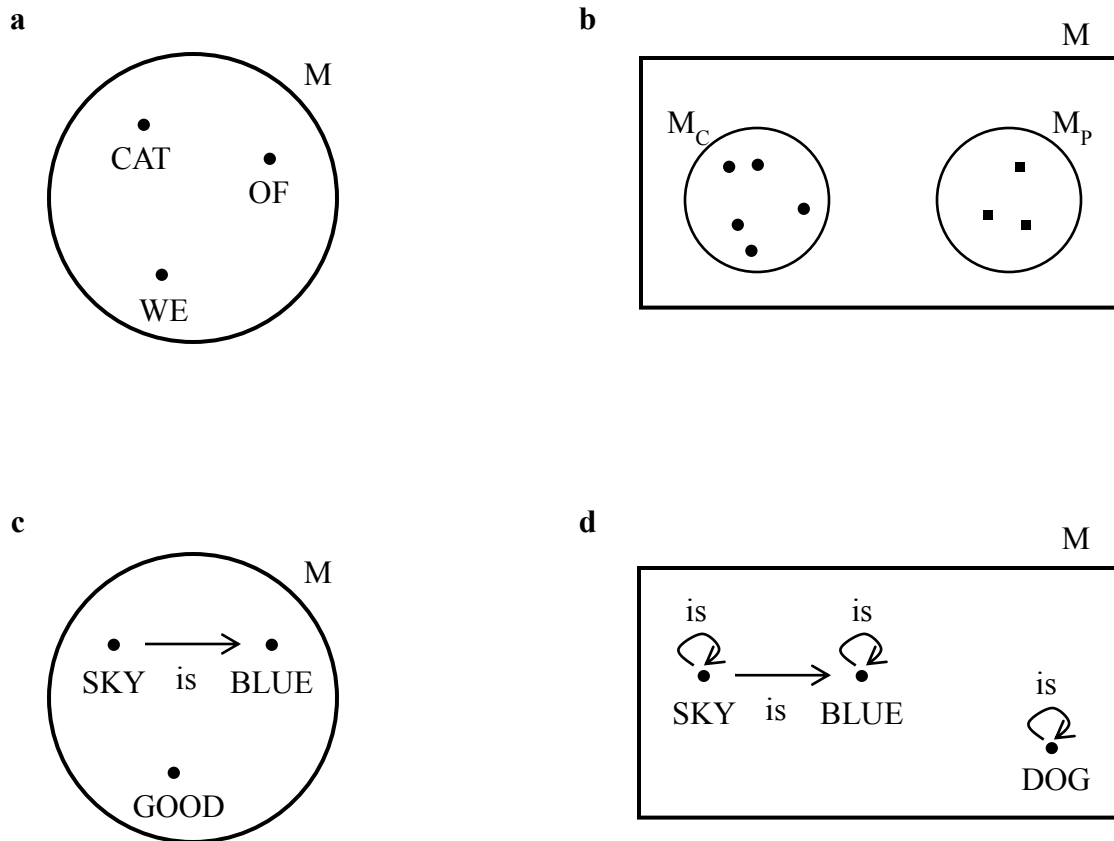 a
M
CAT
OF
WE
b
M
M_C
M_P
c
M
SKY is BLUE
GOOD
d
M
is is
SKY is BLUE
is
DOG